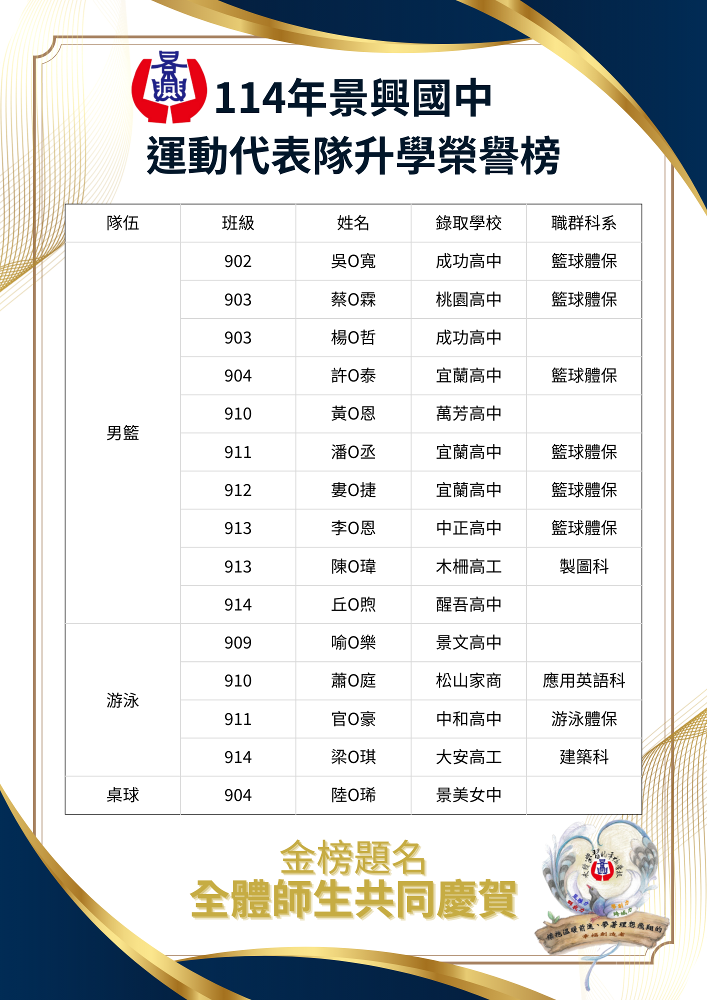 景興
114年景興國中
運動代表隊升學榮譽榜
隊伍 班級 姓名 錄取學校 職群科系
男籃
902 吳O寬 成功高中 籃球體保
903 蔡O霖 桃園高中 籃球體保
903 楊O哲 成功高中
904 許O泰 宜蘭高中 籃球體保
910 黃O恩 萬芳高中
911 潘O丞 宜蘭高中 籃球體保
912 婁O捷 宜蘭高中 籃球體保
913 李O恩 中正高中 籃球體保
913 陳O瑋 木柵高工 製圖科
914 丘O煦 醒吾高中
游泳
909 喻O樂 景文高中
910 蕭O庭 松山家商 應用英語科
911 官O豪 中和高中 游泳體保
914 梁O琪 大安高工 建築科
桌球 904 陸O琋 景美女中
金榜題名
全體師生共同慶賀
永續學習的幸福學校
跨域力
懷抱溫暖前進、帶著理想飛翔的
幸福創造者